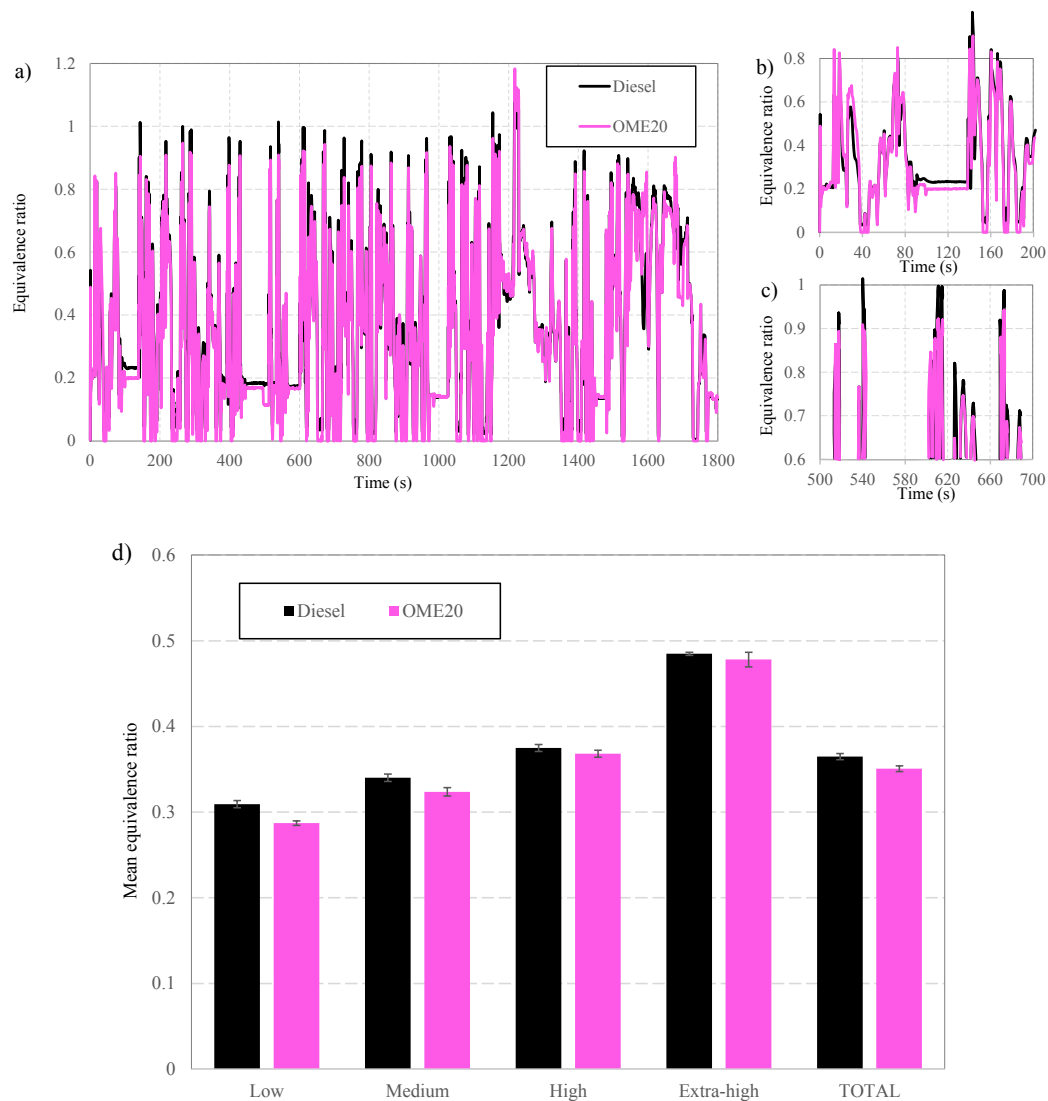 a)
Equivalence ratio
1.2
1
0.8
0.6
0.4
0.2
0
0 200 400 600 800 1000 1200 1400 1600 1800
Time (s)
Diesel
OME20
b)
Equivalence ratio
0.8
0.6
0.4
0.2
0
0 40 80 120 160 200
Time (s)
c)
Equivalence ratio
1
0.9
0.8
0.7
0.6
500 540 580 620 660 700
Time (s)
d)
Mean equivalence ratio
0.6
0.5
0.4
0.3
0.2
0.1
0
Diesel OME20
Low Medium High Extra-high TOTAL